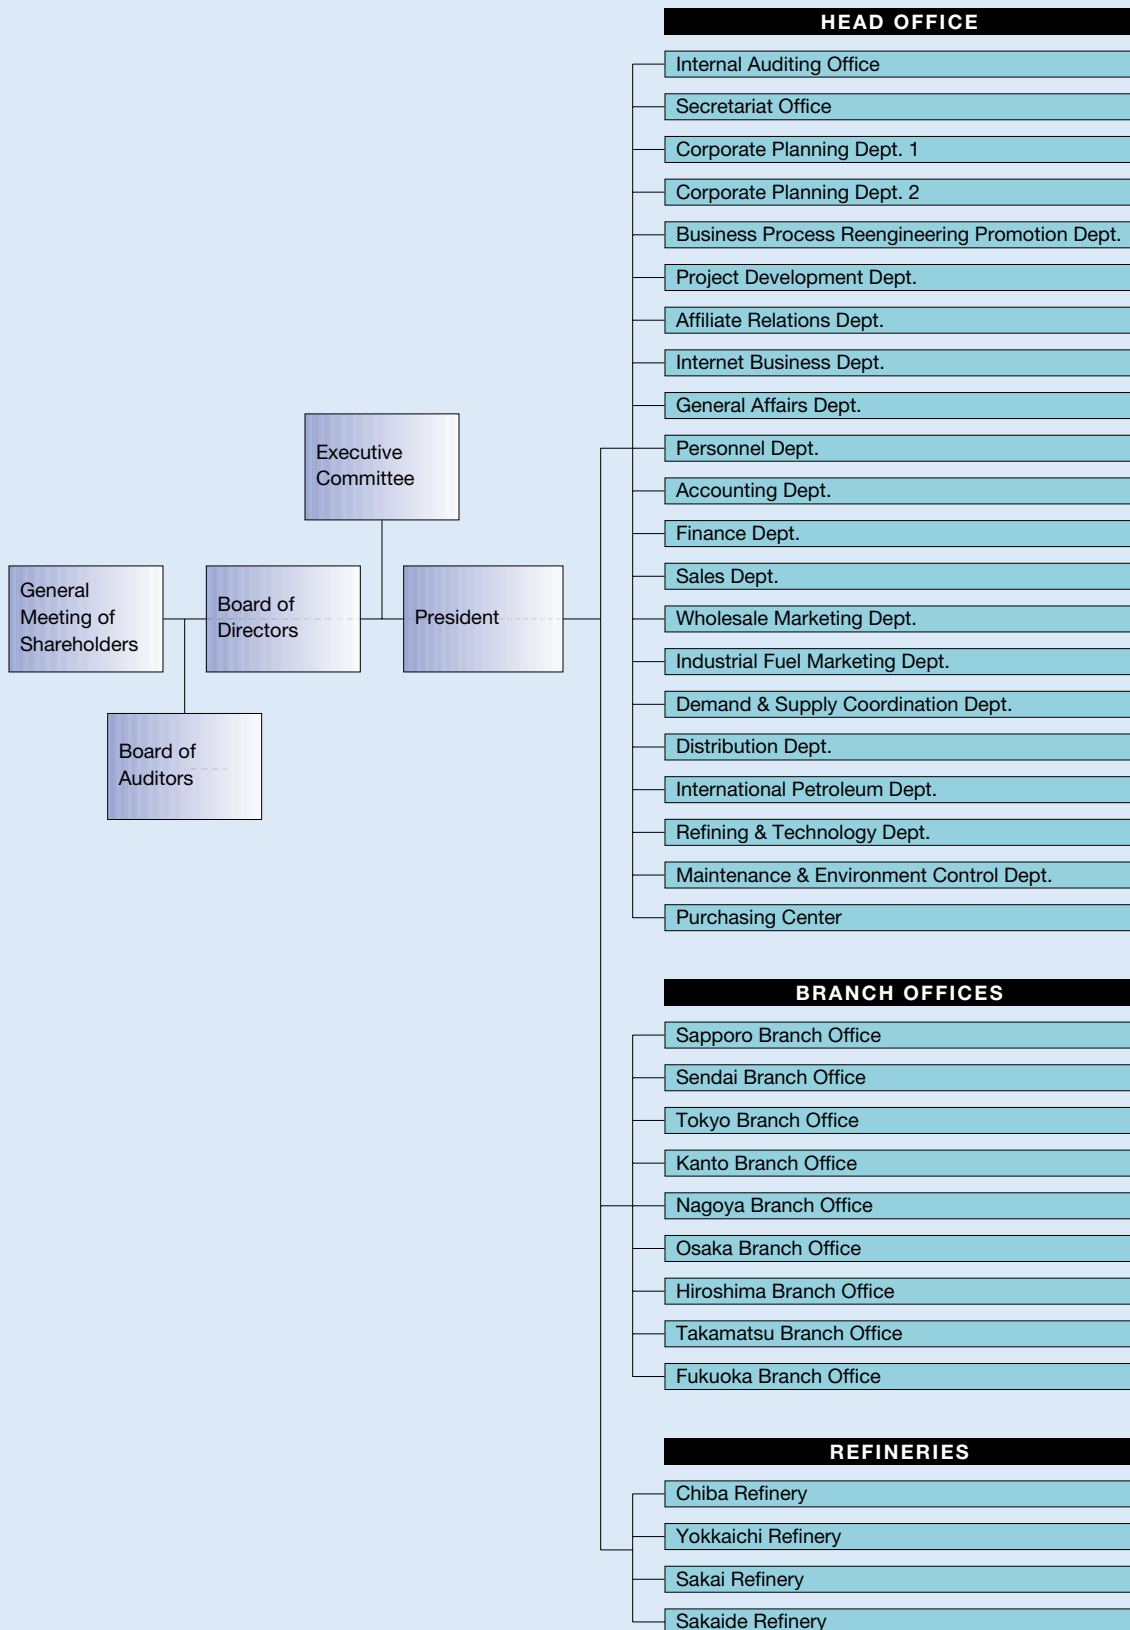 HEAD OFFICE
Internal Auditing Office
Secretariat Office
Corporate Planning Dept. 1
Corporate Planning Dept. 2
Business Process Reengineering Promotion Dept.
Project Development Dept.
Affiliate Relations Dept.
Internet Business Dept.
General Affairs Dept.
Personnel Dept.
Accounting Dept.
Finance Dept.
Sales Dept.
Wholesale Marketing Dept.
Industrial Fuel Marketing Dept.
Demand & Supply Coordination Dept.
Distribution Dept.
International Petroleum Dept.
Refining & Technology Dept.
Maintenance & Environment Control Dept.
Purchasing Center
Executive
Committee
General
Meeting of
Shareholders
Board of
Directors
President
Board of
Auditors
BRANCH OFFICES
Sapporo Branch Office
Sendai Branch Office
Tokyo Branch Office
Kanto Branch Office
Nagoya Branch Office
Osaka Branch Office
Hiroshima Branch Office
Takamatsu Branch Office
Fukuoka Branch Office
REFINERIES
Chiba Refinery
Yokkaichi Refinery
Sakai Refinery
Sakaide Refinery